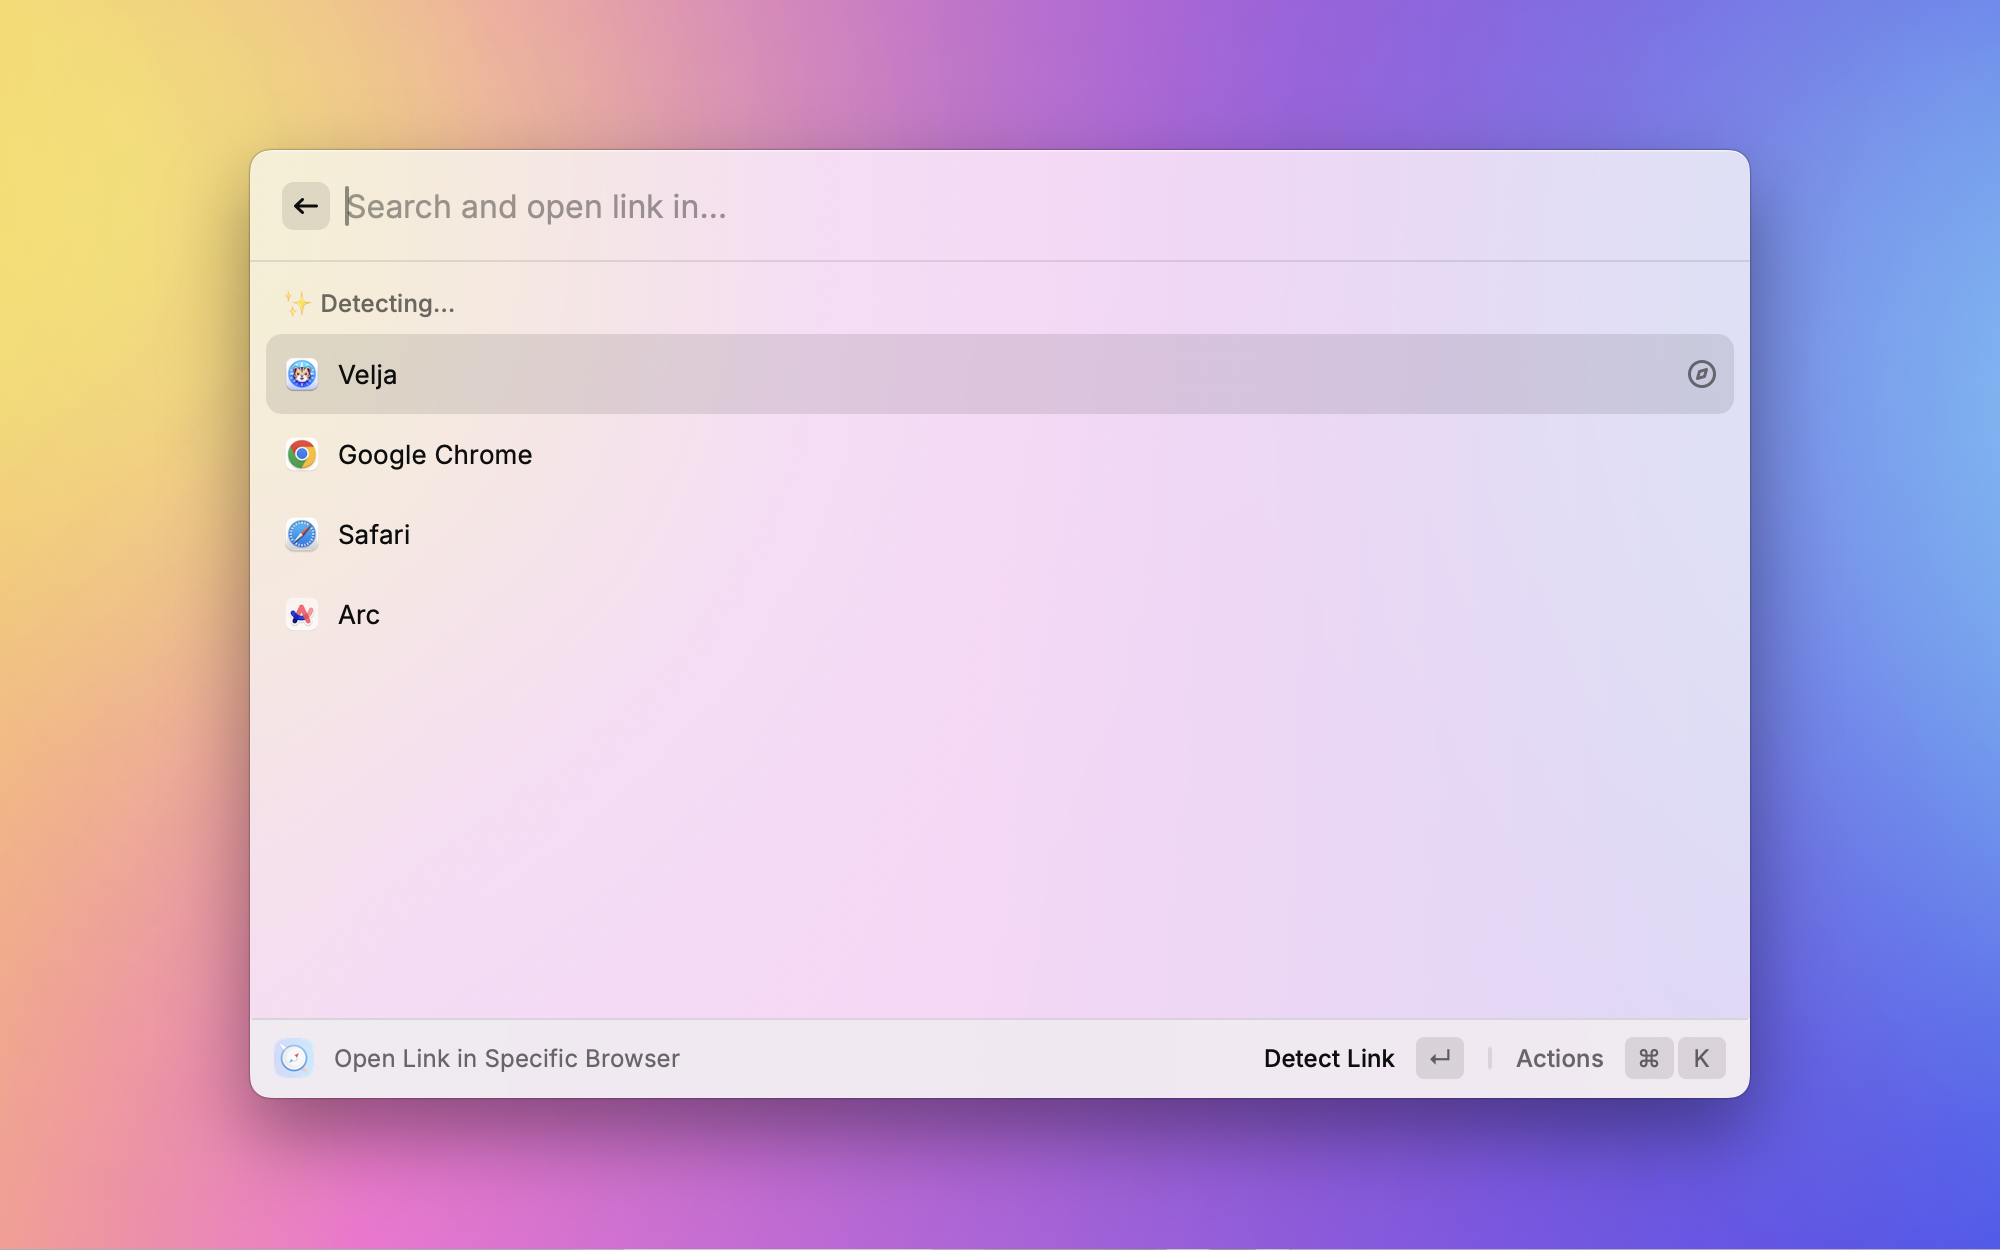 Search and open link in...
✨ Detecting...
Velja
Google Chrome
Safari
Arc
Open Link in Specific Browser
Detect Link ↵ | Actions ⌘ K